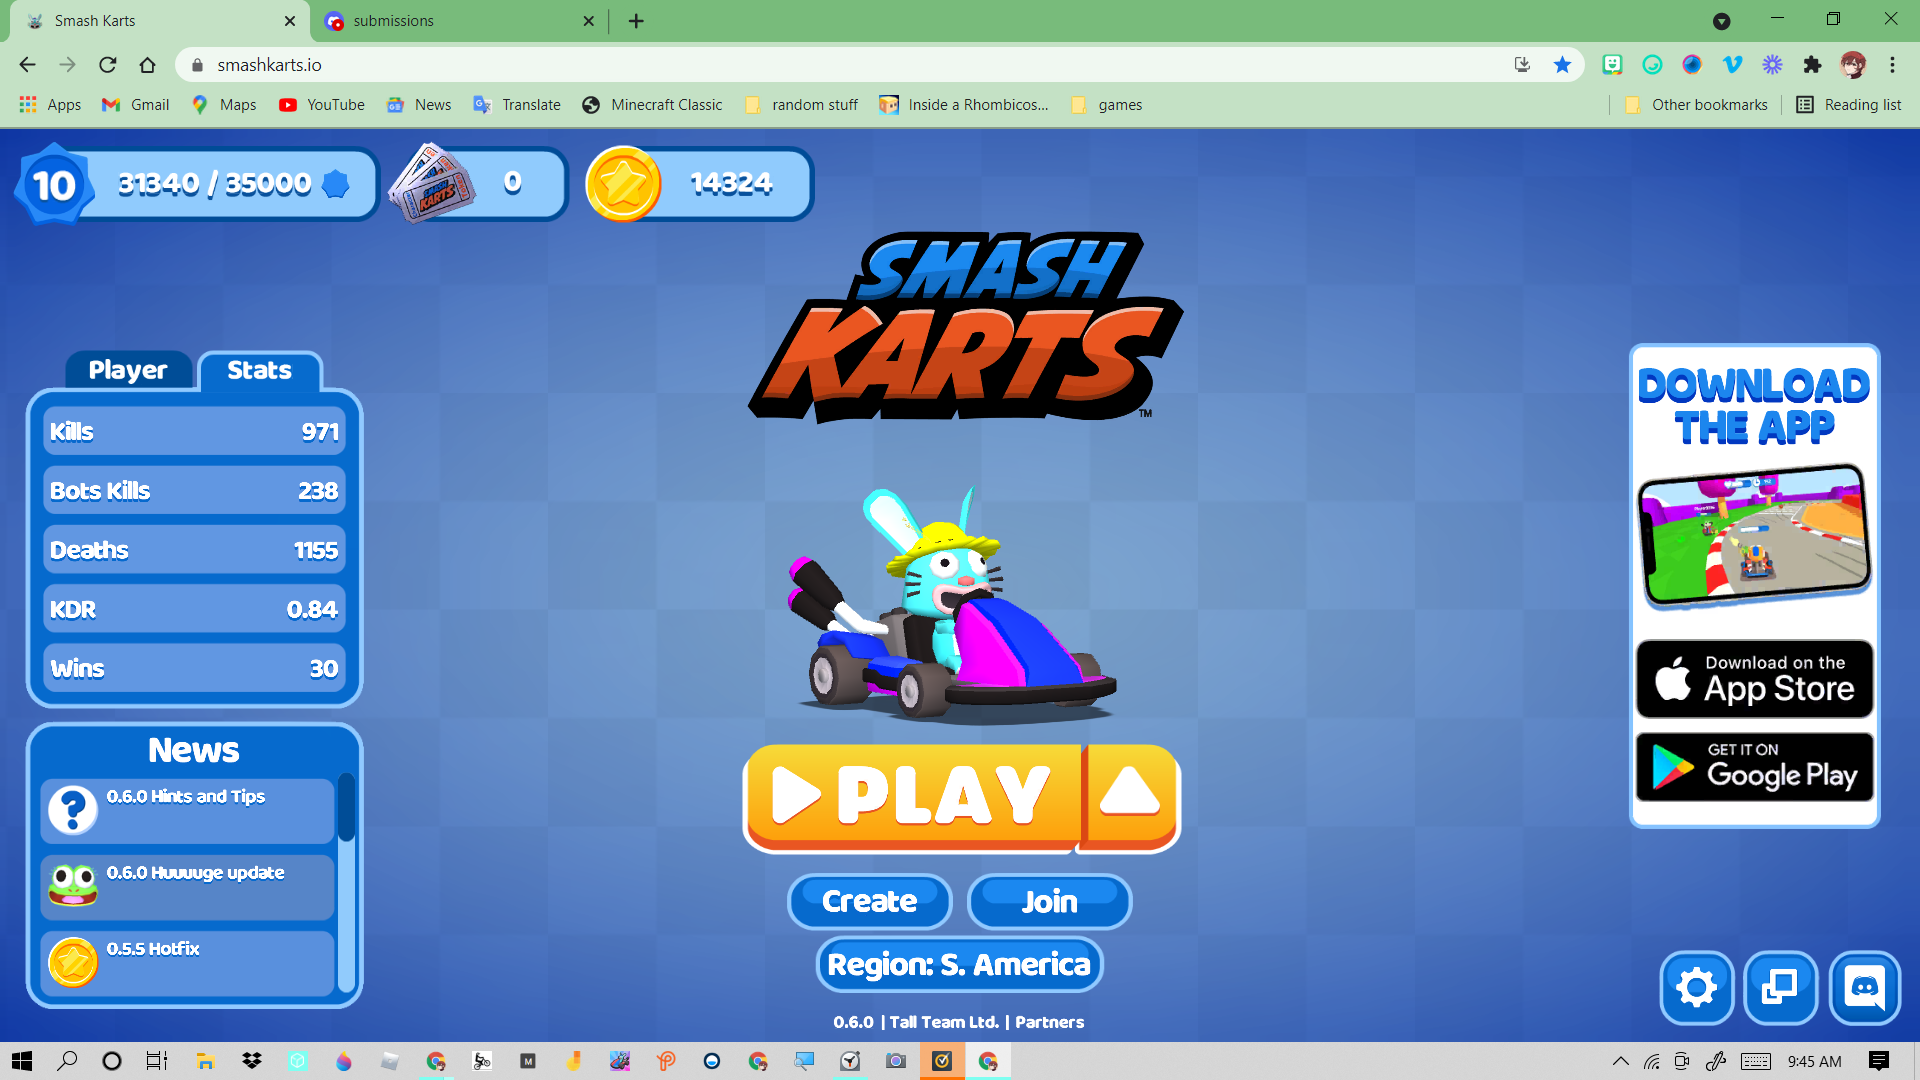 Smash Karts
submissions
smashkarts.io
Apps
Gmail
Maps
YouTube
News
Translate
Minecraft Classic
random stuff
Inside a Rhombicos...
games
Other bookmarks
Reading list
10
31340 / 35000
0
14324
SMASH
KARTS
TM
Player
Stats
Kills 971
Bots Kills 238
Deaths 1155
KDR 0.84
Wins 30
News
0.6.0 Hints and Tips
0.6.0 Huuuuge update
0.5.5 Hotfix
PLAY
Create
Join
Region: S. America
0.6.0 | Tall Team Ltd. | Partners
DOWNLOAD
THE APP
Download on the
App Store
GET IT ON
Google Play
9:45 AM